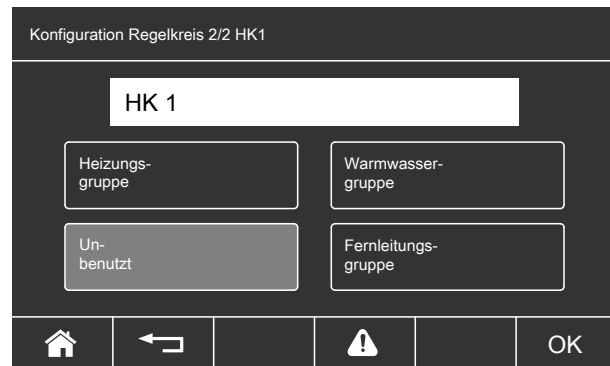 Konfiguration Regelkreis 2/2 HK1
HK 1
Heizungs-
gruppe
Warmwasser-
gruppe
Un-
benutzt
Fernleitungs-
gruppe
OK